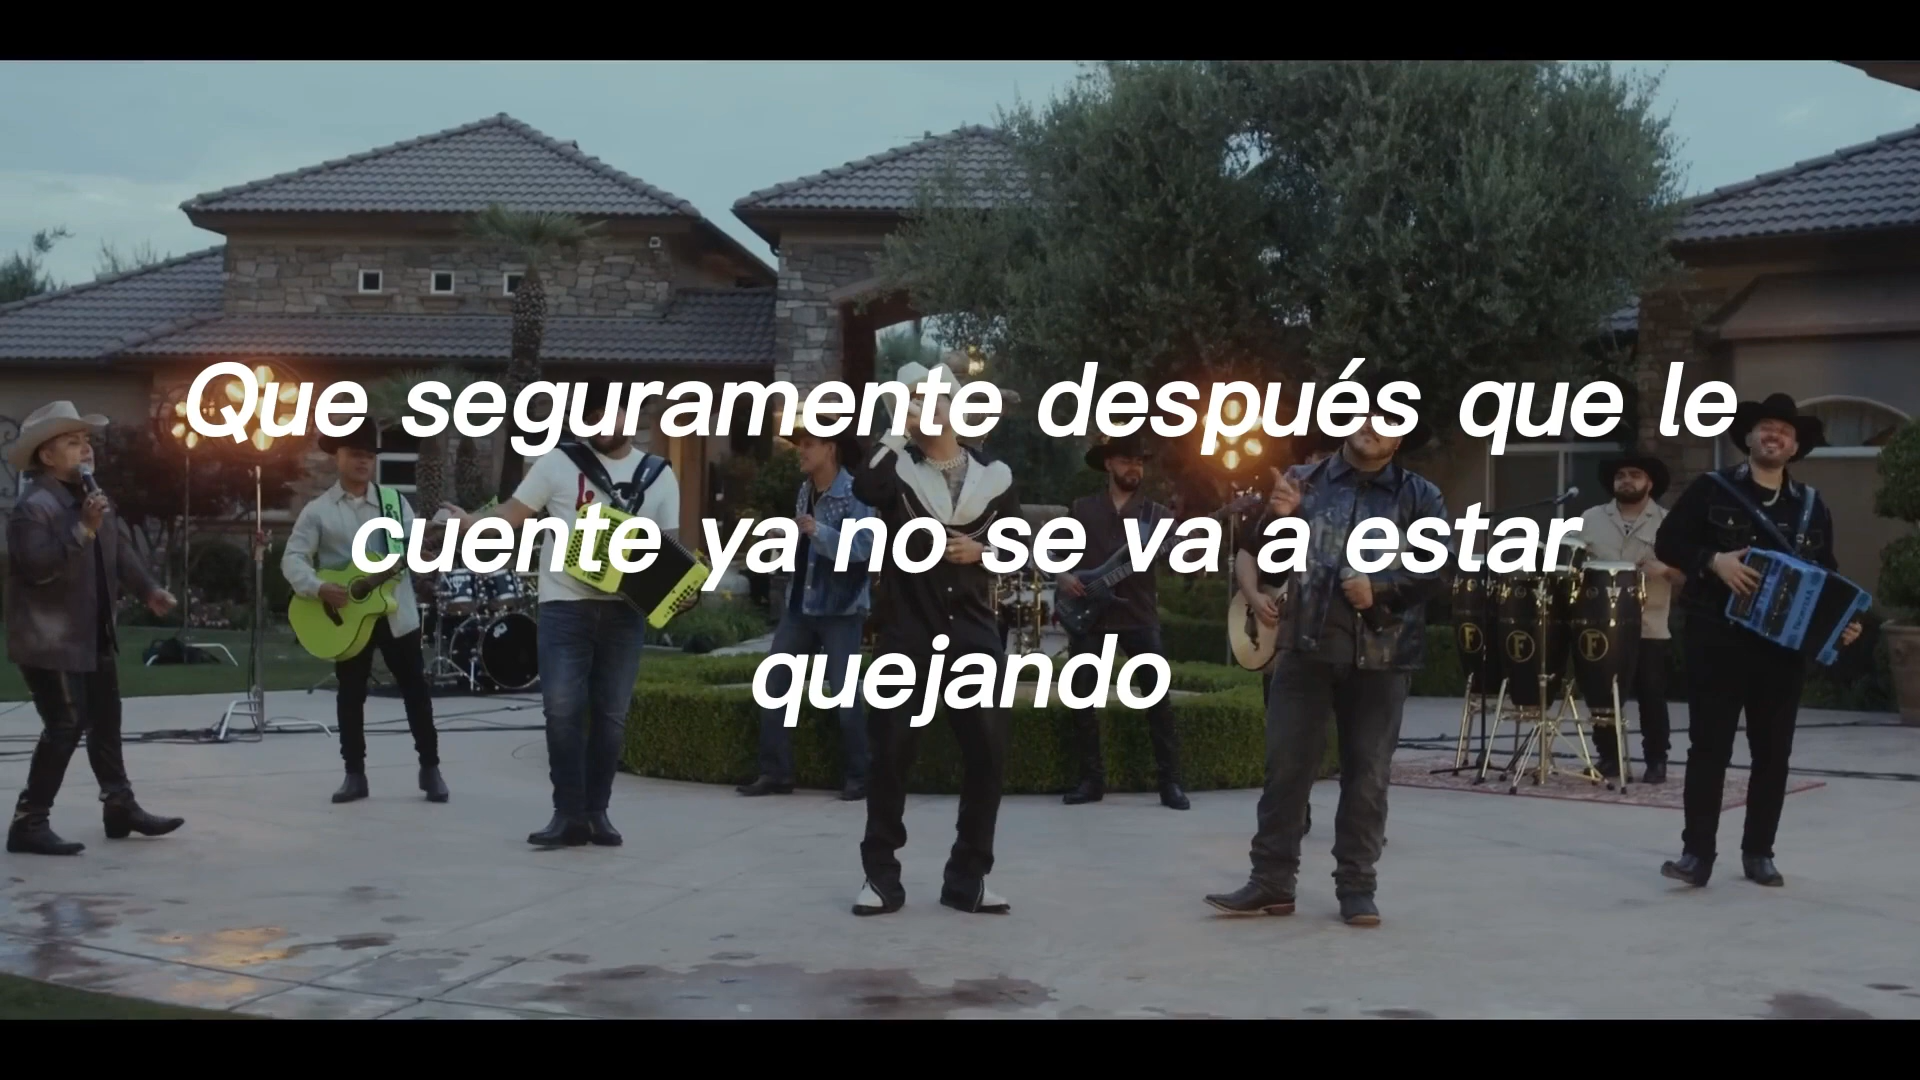 Que seguramente después que le
cuente ya no se va a estar
quejando
F
F
F